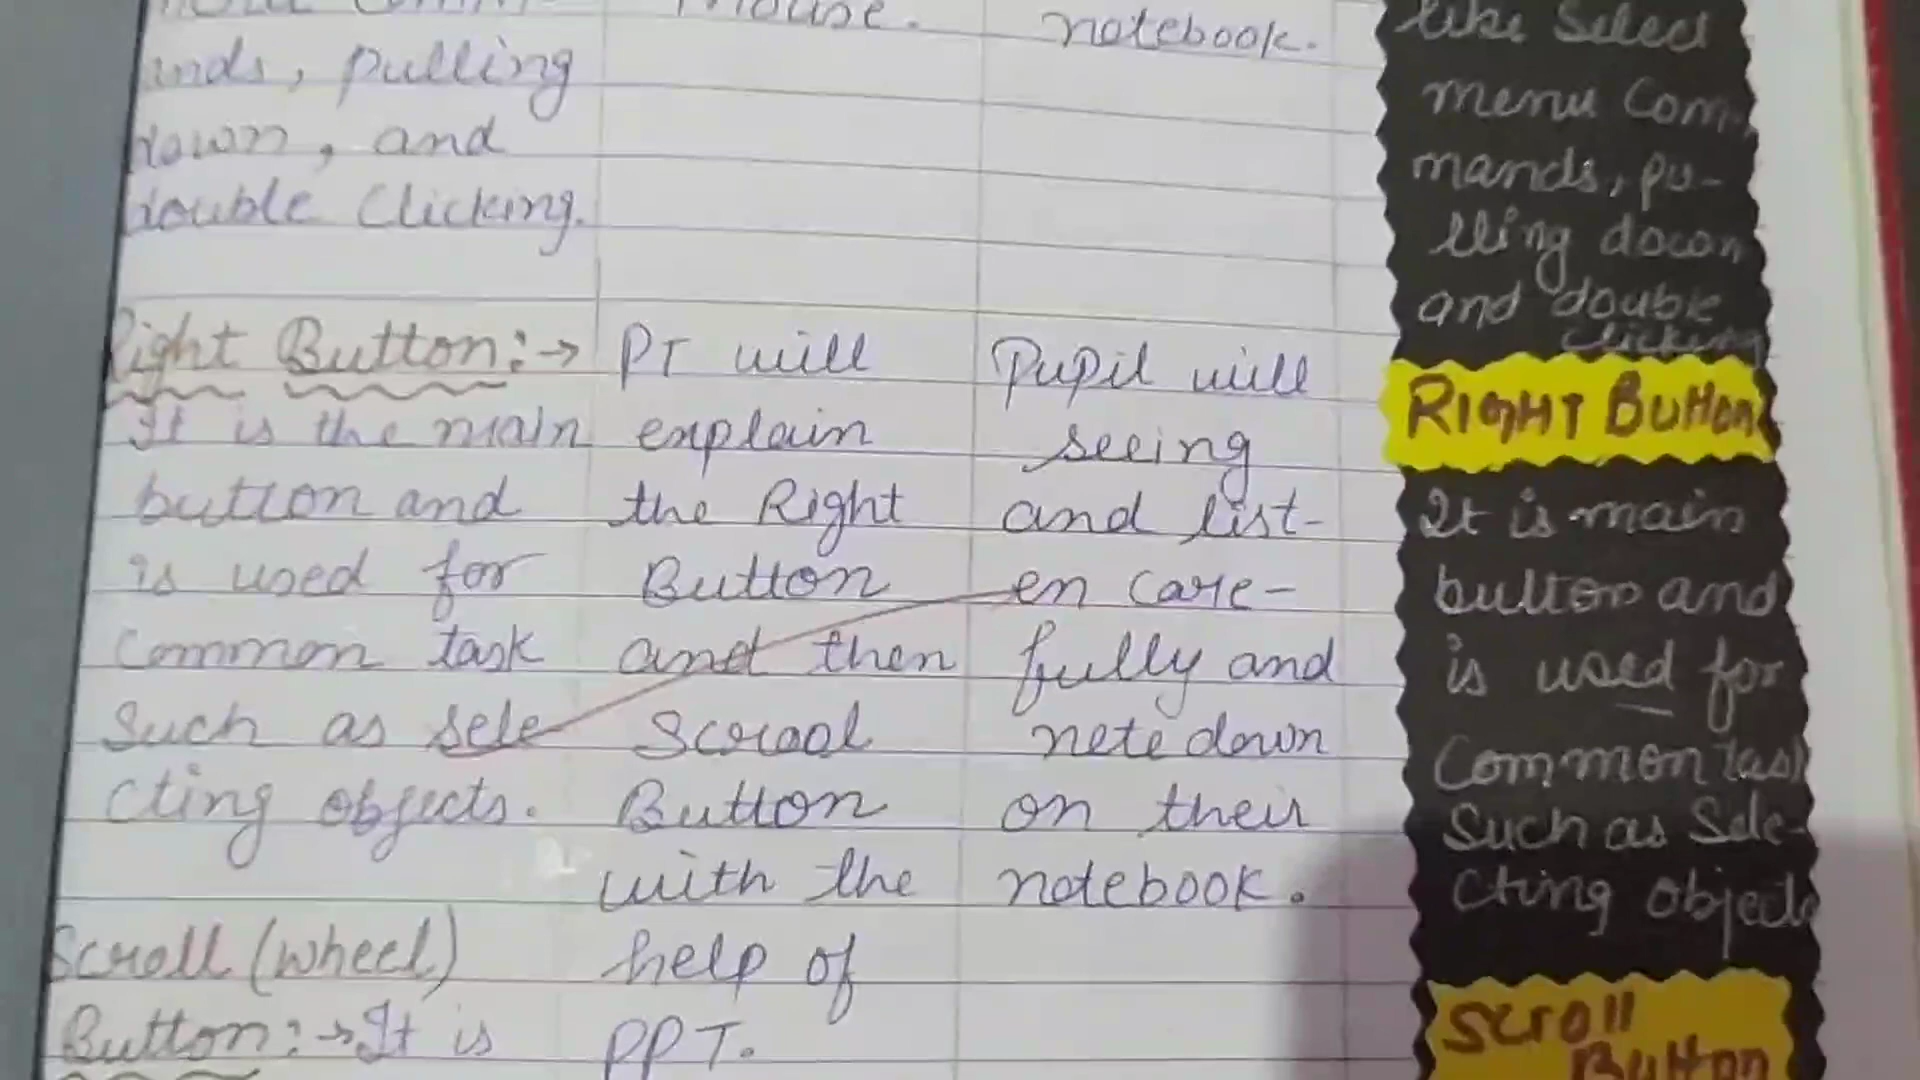 mouse.
notebook.
ands, pulling
down, and
double Clicking.
Right Button:→
It is the main
button and
is used for
common task
Such as sele
cting objects.
Scroll (wheel)
Button:→It is
PT will
explain
the Right
Button
and then
Scrool
Button
with the
help of
PPT.
Pupil will
seeing
and list-
en care-
fully and
nete down
on their
notebook.
like Select
menu Com-
mands, pu-
lling down
and double
clicking
RIGHT BUTTON
It is main
button and
is used for
Common task
Such as Sele-
cting objects
Scroll
Button